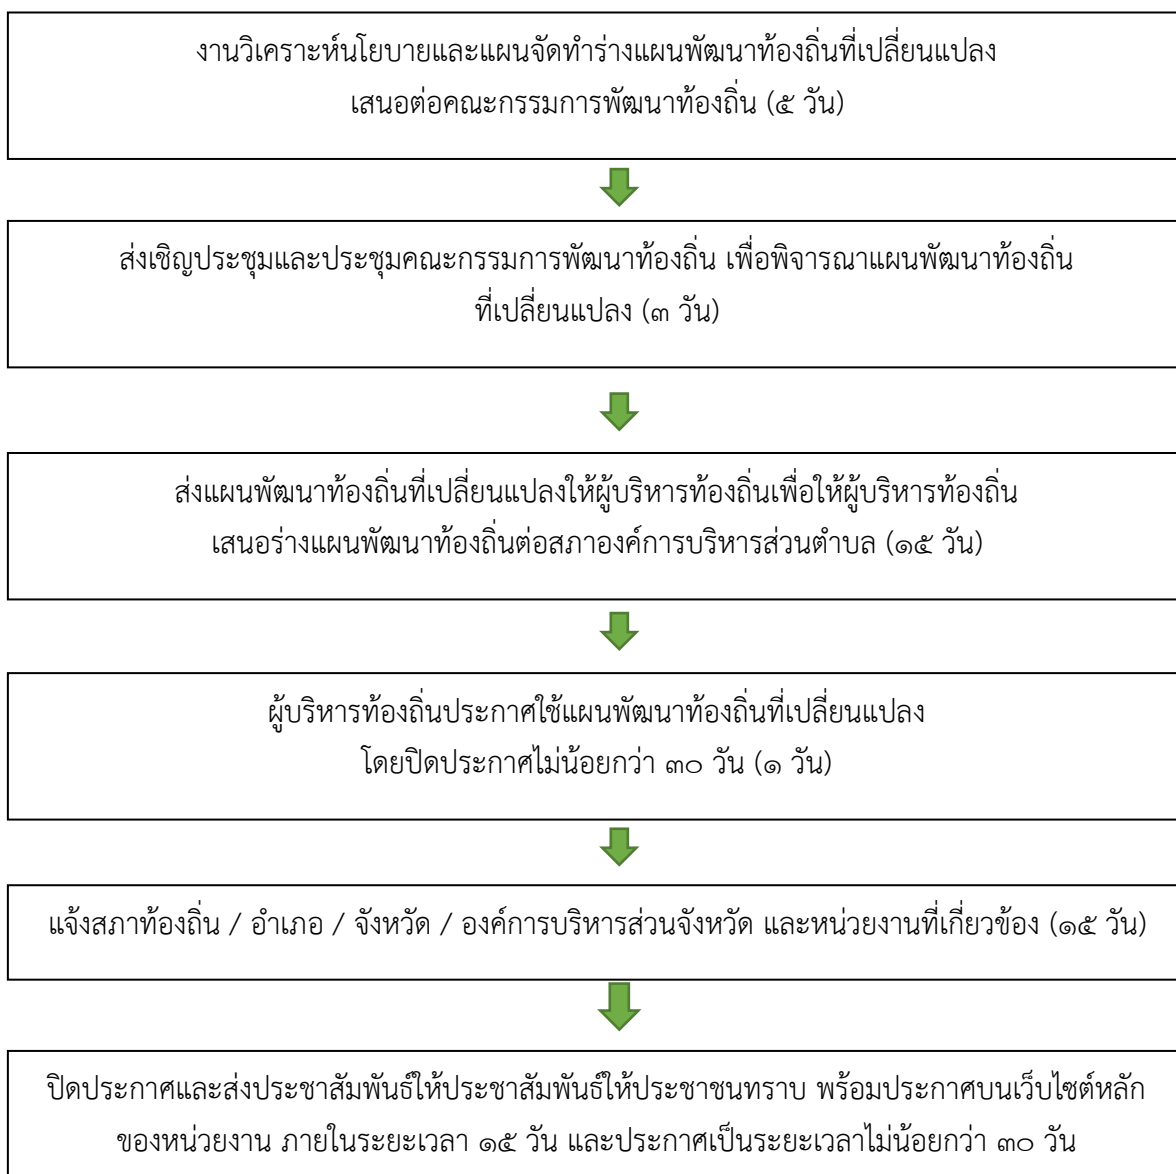 งานวิเคราะห์นโยบายและแผนจัดทำร่างแผนพัฒนาท้องถิ่นที่เปลี่ยนแปลง
เสนอต่อคณะกรรมการพัฒนาท้องถิ่น (๕ วัน)
ส่งเชิญประชุมและประชุมคณะกรรมการพัฒนาท้องถิ่น เพื่อพิจารณาแผนพัฒนาท้องถิ่น
ที่เปลี่ยนแปลง (๓ วัน)
ส่งแผนพัฒนาท้องถิ่นที่เปลี่ยนแปลงให้ผู้บริหารท้องถิ่นเพื่อให้ผู้บริหารท้องถิ่น
เสนอร่างแผนพัฒนาท้องถิ่นต่อสภาองค์การบริหารส่วนตำบล (๑๕ วัน)
ผู้บริหารท้องถิ่นประกาศใช้แผนพัฒนาท้องถิ่นที่เปลี่ยนแปลง
โดยปิดประกาศไม่น้อยกว่า ๓๐ วัน (๑ วัน)
แจ้งสภาท้องถิ่น / อำเภอ / จังหวัด / องค์การบริหารส่วนจังหวัด และหน่วยงานที่เกี่ยวข้อง (๑๕ วัน)
ปิดประกาศและส่งประชาสัมพันธ์ให้ประชาสัมพันธ์ให้ประชาชนทราบ พร้อมประกาศบนเว็บไซต์หลัก
ของหน่วยงาน ภายในระยะเวลา ๑๕ วัน และประกาศเป็นระยะเวลาไม่น้อยกว่า ๓๐ วัน